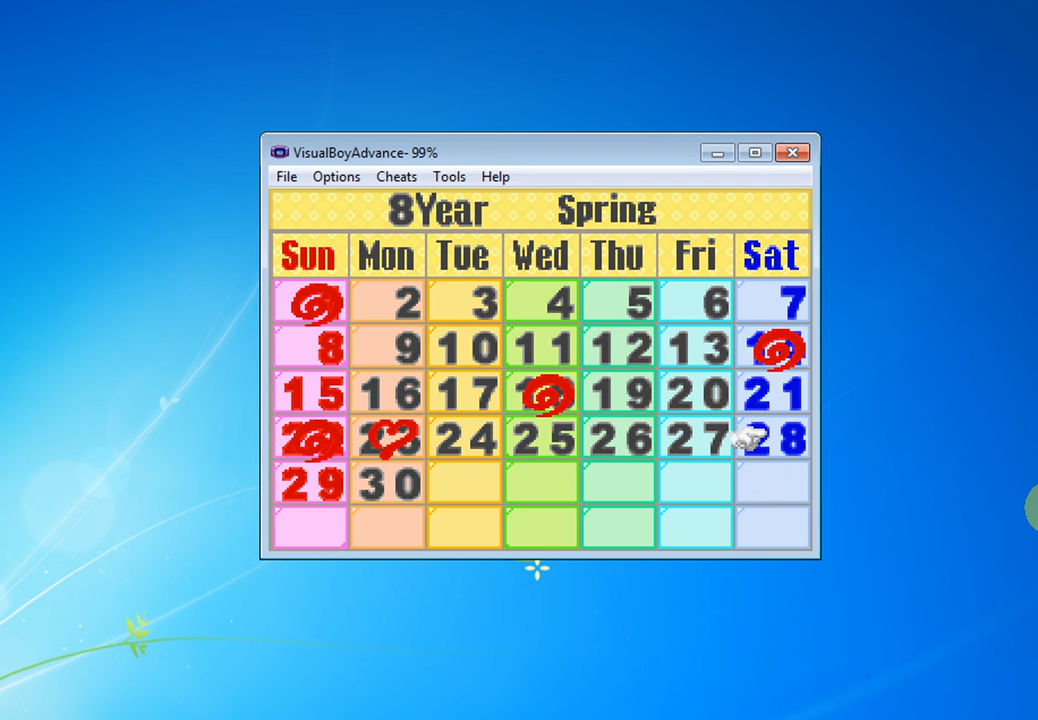 VisualBoyAdvance- 99%
File Options Cheats Tools Help
8Year Spring
Sun Mon Tue Wed Thu Fri Sat
2 3 4 5 6 7
8 9 10 11 12 13
15 16 17 19 20 21
24 25 26 27 28
29 30